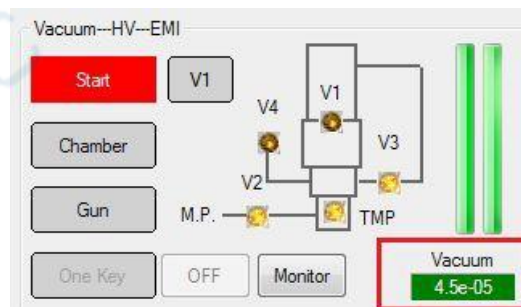 Vacuum---HV---EMI
Start
V1
V1
V4
Chamber
V3
V2
Gun
M.P.
TMP
One Key
OFF
Monitor
Vacuum
4.5e-05